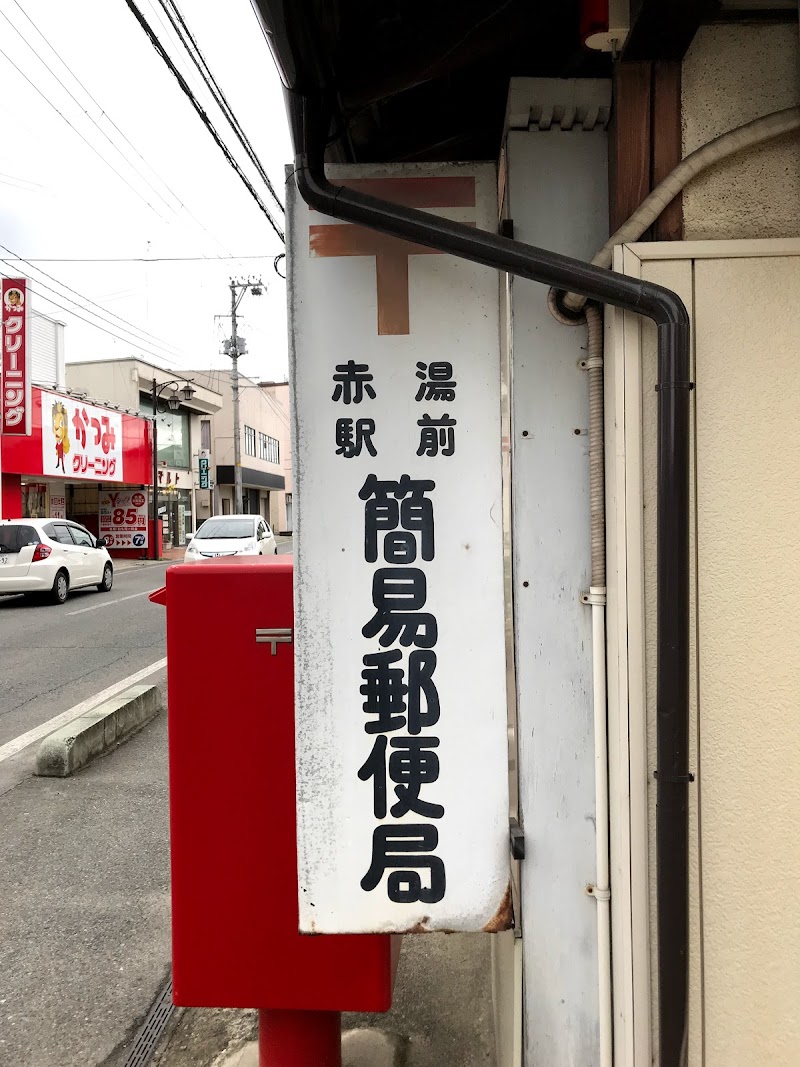 〒
赤湯
駅前
簡易郵便局
クリーニング
かつみ
クリーニング
85円